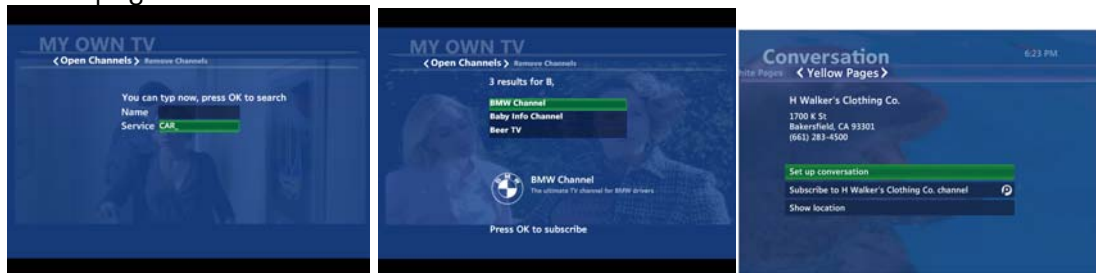 MY OWN TV
< Open Channels > Remove Channels
You can typ now, press OK to search
Name
Service CAR_
MY OWN TV
< Open Channels > Remove Channels
3 results for B,
BMW Channel
Baby Info Channel
Beer TV
BMW Channel
The ultimate TV channel for BMW drivers
Press OK to subscribe
Conversation 6:23 PM
hite Pages < Yellow Pages >
H Walker's Clothing Co.
1700 K St
Bakersfield, CA 93301
(661) 283-4500
Set up conversation
Subscribe to H Walker's Clothing Co. channel
Show location